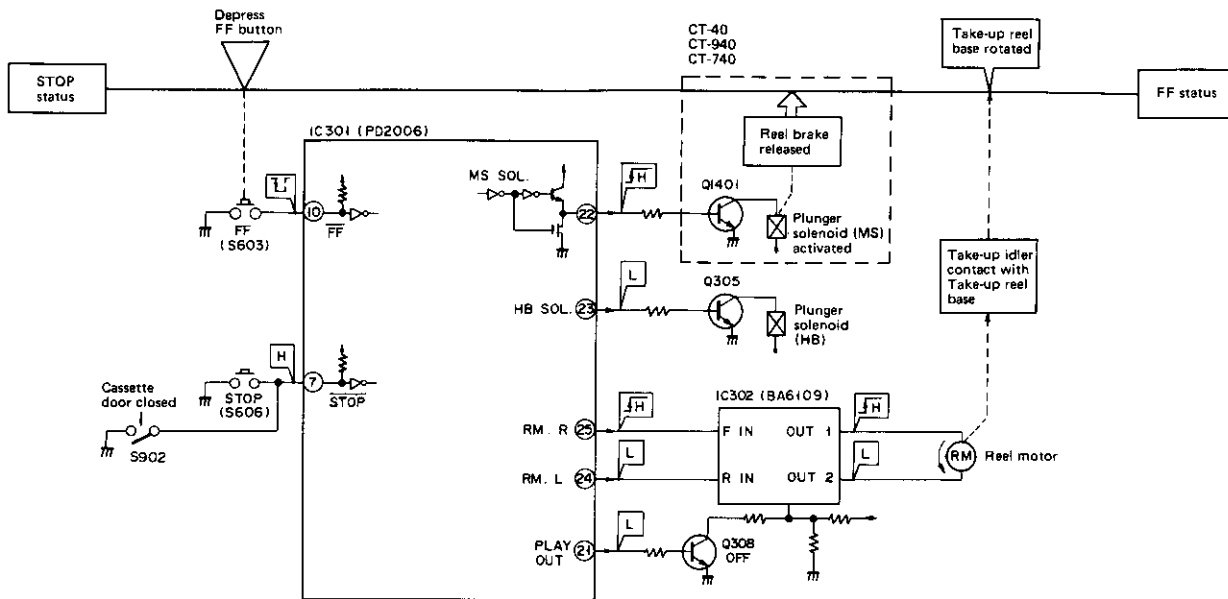 Depress
FF button
CT-40
CT-940
CT-740
Take-up reel
base rotated
STOP
status
FF status
IC301 (PD2006)
Reel brake
released
MS SOL.
H
Q1401
10
FF
FF
(S603)
22
Plunger
solenoid (MS)
activated
Take-up idler
contact with
Take-up reel
base
L
Q305
HB SOL.
23
Plunger
solenoid
(HB)
H
7
STOP
STOP
(S606)
Cassette
door closed
S902
IC302 (BA6109)
H
H
RM. R
25
F IN
OUT 1
L
L
RM
Reel motor
RM. L
24
R IN
OUT 2
L
PLAY
OUT
21
Q308
OFF